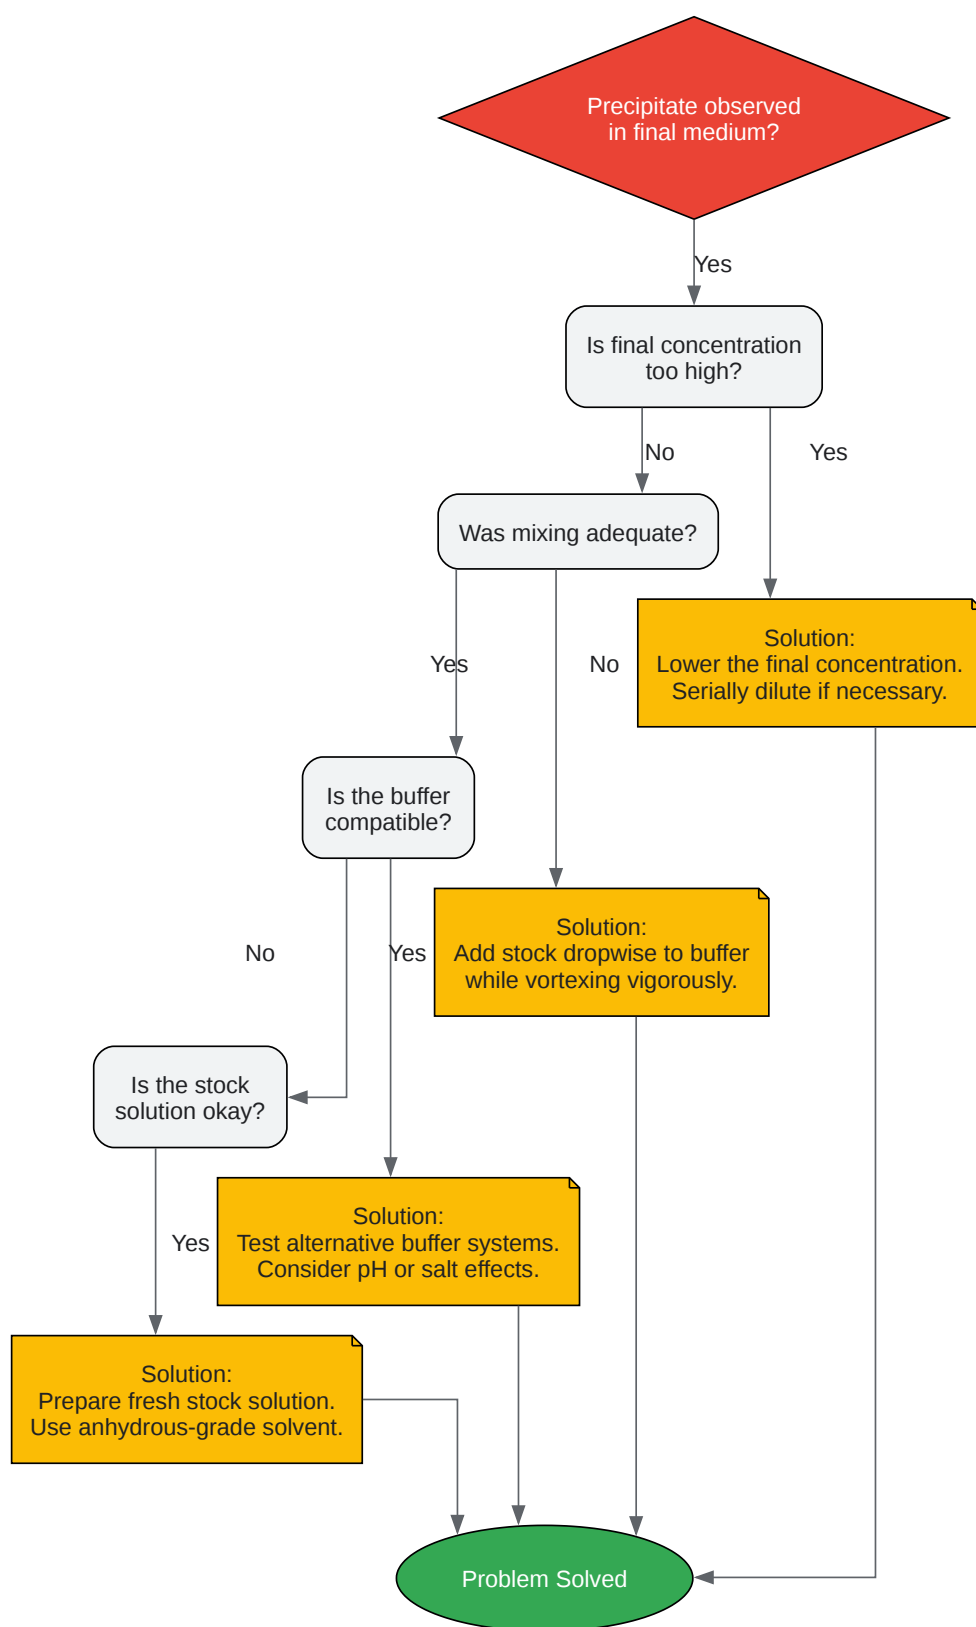 Precipitate observed
in final medium?
Yes
Is final concentration
too high?
No
Yes
Was mixing adequate?
Solution:
Lower the final concentration.
Serially dilute if necessary.
Yes
No
Is the buffer
compatible?
Solution:
Add stock dropwise to buffer
while vortexing vigorously.
No
Yes
Is the stock
solution okay?
Solution:
Test alternative buffer systems.
Consider pH or salt effects.
Yes
Solution:
Prepare fresh stock solution.
Use anhydrous-grade solvent.
Problem Solved